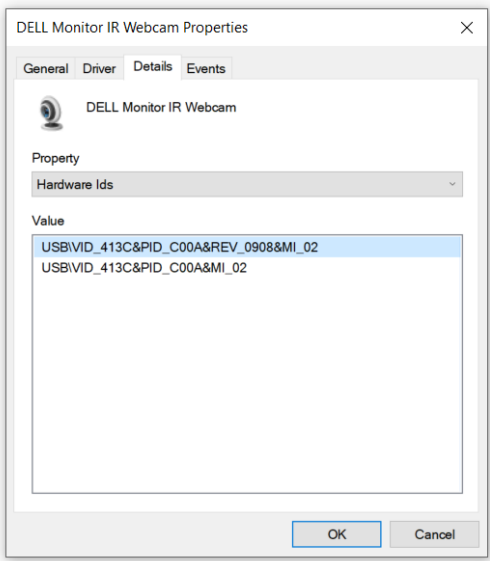 DELL Monitor IR Webcam Properties
General Driver Details Events
DELL Monitor IR Webcam
Property
Hardware Ids
Value
USB\VID_413C&PID_C00A&REV_0908&MI_02
USB\VID_413C&PID_C00A&MI_02
OK Cancel